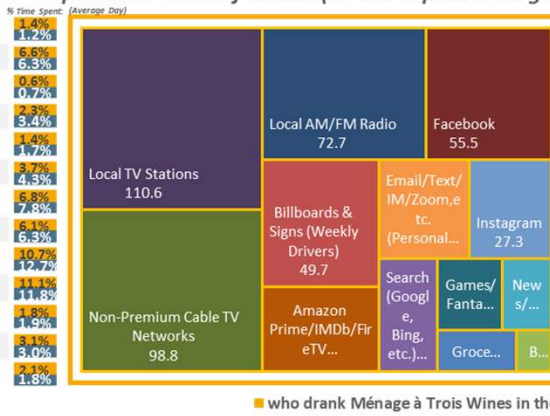 % Time Spent: (Average Day)
1.4%
1.2%
6.6%
6.3%
0.6%
0.7%
2.3%
3.4%
1.4%
1.7%
3.7%
4.3%
6.8%
7.8%
6.1%
6.3%
10.7%
12.7%
11.1%
11.8%
1.8%
1.9%
3.1%
3.0%
2.1%
1.8%
Local TV Stations
110.6
Non-Premium Cable TV
Networks
98.8
Local AM/FM Radio
72.7
Facebook
55.5
Billboards &
Signs (Weekly
Drivers)
49.7
Email/Text/
IM/Zoom,e
tc.
(Personal...
Instagram
27.3
Amazon
Prime/IMDb/Fir
eTV...
Search
(Googl
e,
Bing,
etc.)...
Games/
Fanta...
New
s/...
Groce...
B...
who drank Ménage à Trois Wines in the